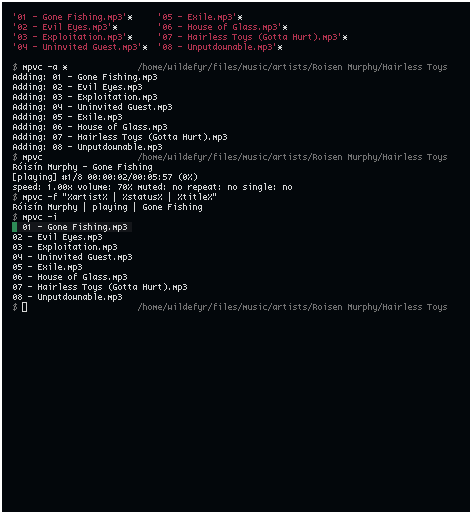 '01 - Gone Fishing.mp3'* '05 - Exile.mp3'*
'02 - Evil Eyes.mp3'* '06 - House of Glass.mp3'*
'03 - Exploitation.mp3'* '07 - Hairless Toys (Gotta Hurt).mp3'*
'04 - Uninvited Guest.mp3'* '08 - Unputdownable.mp3'*
$ mpvc -a * /home/wildefyr/files/music/artists/Roisen Murphy/Hairless Toys
Adding: 01 - Gone Fishing.mp3
Adding: 02 - Evil Eyes.mp3
Adding: 03 - Exploitation.mp3
Adding: 04 - Uninvited Guest.mp3
Adding: 05 - Exile.mp3
Adding: 06 - House of Glass.mp3
Adding: 07 - Hairless Toys (Gotta Hurt).mp3
Adding: 08 - Unputdownable.mp3
$ mpvc /home/wildefyr/files/music/artists/Roisen Murphy/Hairless Toys
Róisín Murphy - Gone Fishing
[playing] #1/8 00:00:02/00:05:57 (0%)
speed: 1.00x volume: 70% muted: no repeat: no single: no
$ mpvc -f "%artist% | %status% | %title%"
Róisín Murphy | playing | Gone Fishing
$ mpvc -i
01 - Gone Fishing.mp3
02 - Evil Eyes.mp3
03 - Exploitation.mp3
04 - Uninvited Guest.mp3
05 - Exile.mp3
06 - House of Glass.mp3
07 - Hairless Toys (Gotta Hurt).mp3
08 - Unputdownable.mp3
$ /home/wildefyr/files/music/artists/Roisen Murphy/Hairless Toys